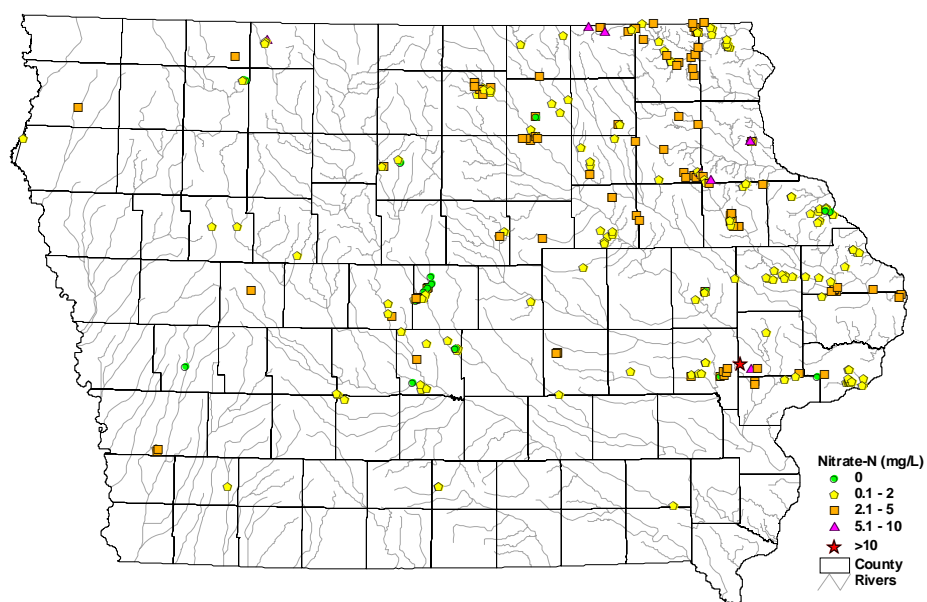 Nitrate-N (mg/L)
0
0.1 - 2
2.1 - 5
5.1 - 10
>10
County
Rivers